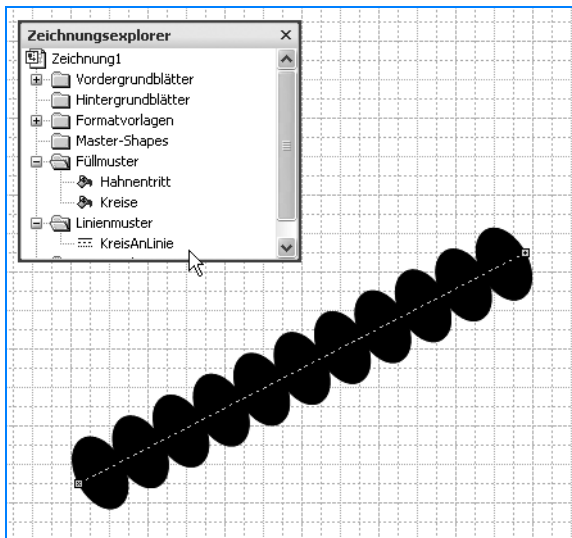 Zeichnungsexplorer
Zeichnung1
Vordergrundblätter
Hintergrundblätter
Formatvorlagen
Master-Shapes
Füllmuster
Hahnentritt
Kreise
Linienmuster
KreisAnLinie